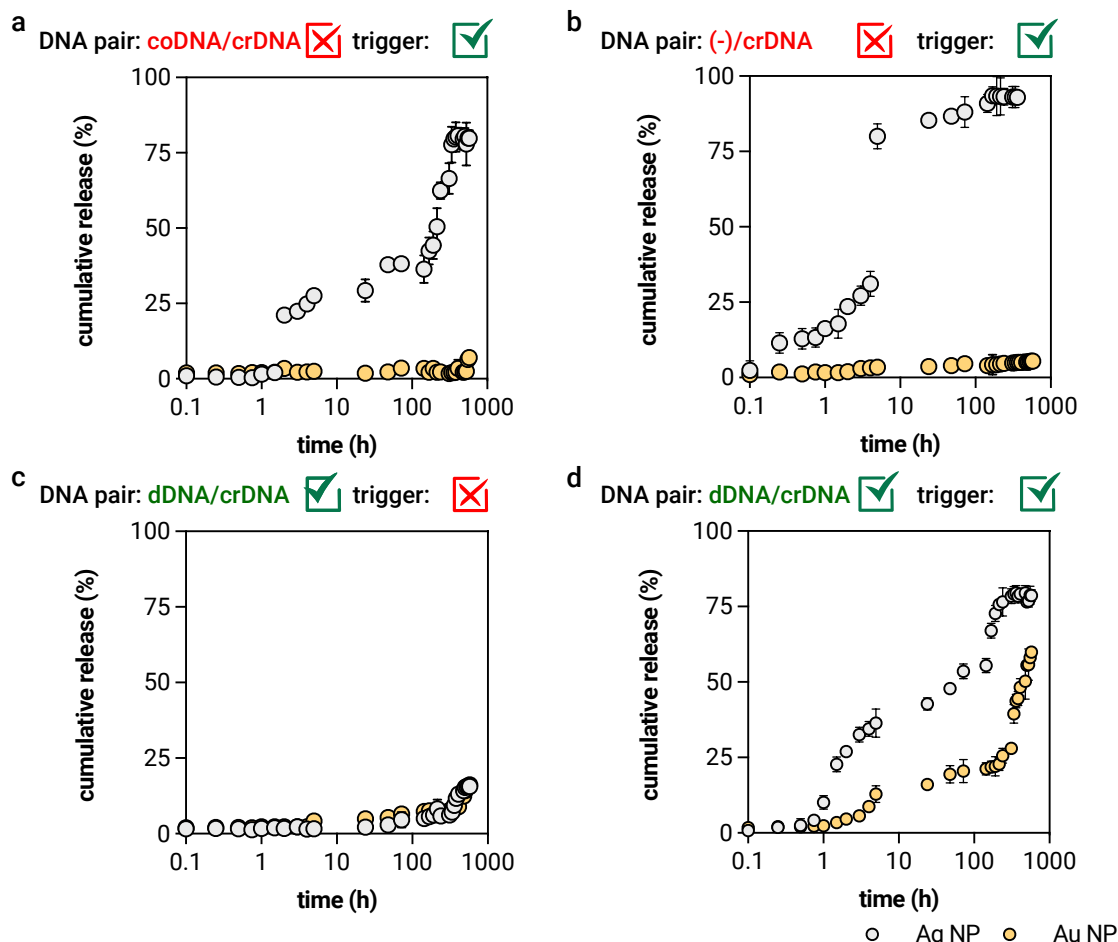 a
DNA pair: coDNA/crDNA trigger:
100
75
50
25
0
cumulative release (%)
0.1 1 10 100 1000
time (h)
b
DNA pair: (-)/crDNA trigger:
100
75
50
25
0
cumulative release (%)
0.1 1 10 100 1000
time (h)
c
DNA pair: dDNA/crDNA trigger:
100
75
50
25
0
cumulative release (%)
0.1 1 10 100 1000
time (h)
d
DNA pair: dDNA/crDNA trigger:
100
75
50
25
0
cumulative release (%)
0.1 1 10 100 1000
time (h)
Ag NP Au NP